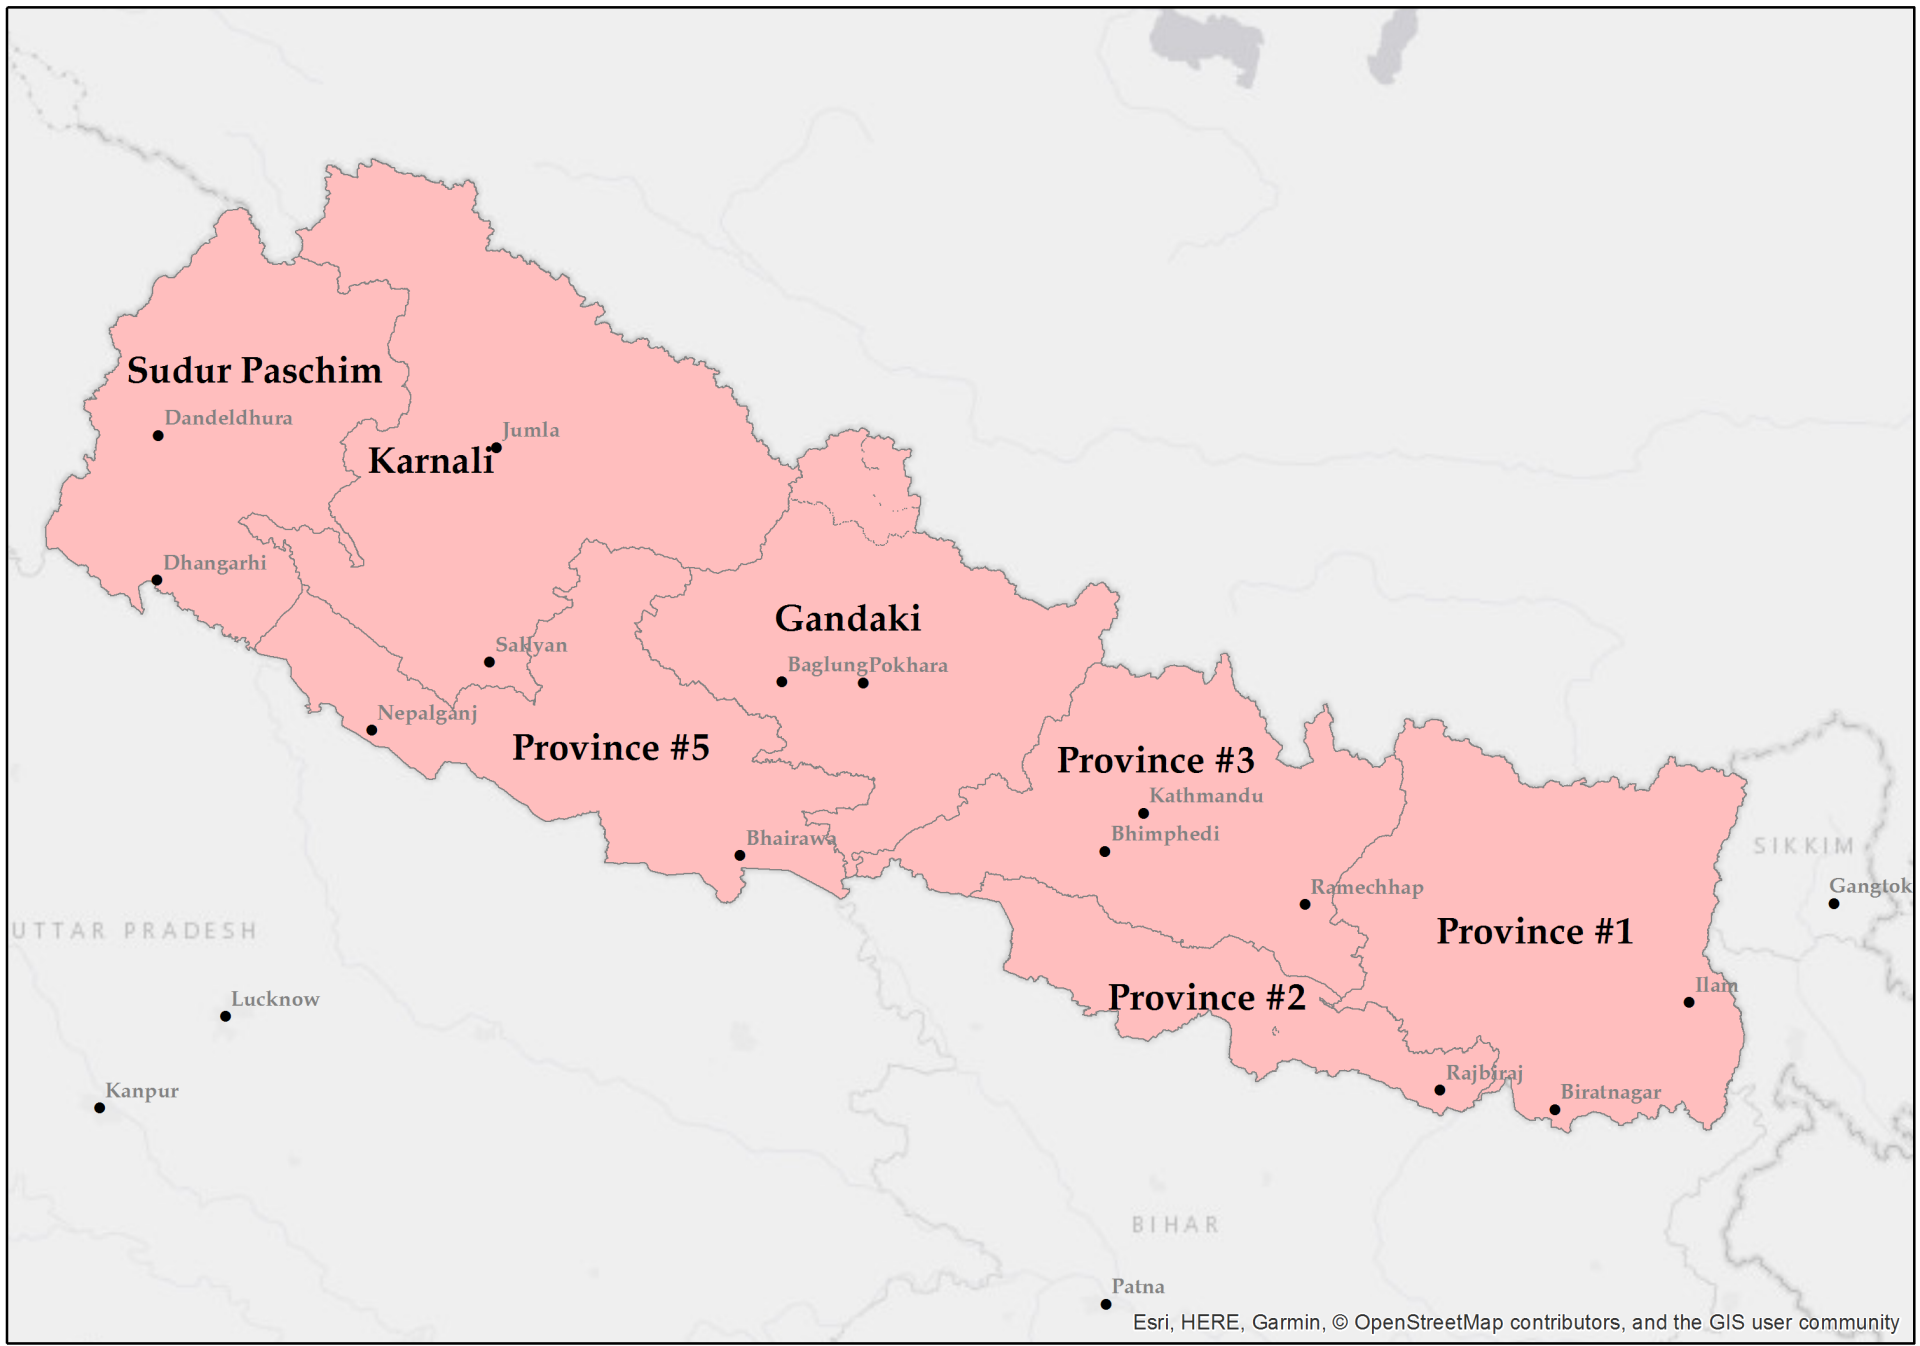 Sudur Paschim
Dandeldhura
Jumla
Karnali
Dhangarhi
Gandaki
Sallyan
Baglung
Pokhara
Nepalganj
Province #5
Province #3
Kathmandu
Bhimphedi
Bhairawa
SIKKIM
Gangtok
Ramechhap
UTTAR PRADESH
Province #1
Ilam
Province #2
Lucknow
Rajbiraj
Kanpur
Biratnagar
BIHAR
Patna
Esri, HERE, Garmin, © OpenStreetMap contributors, and the GIS user community